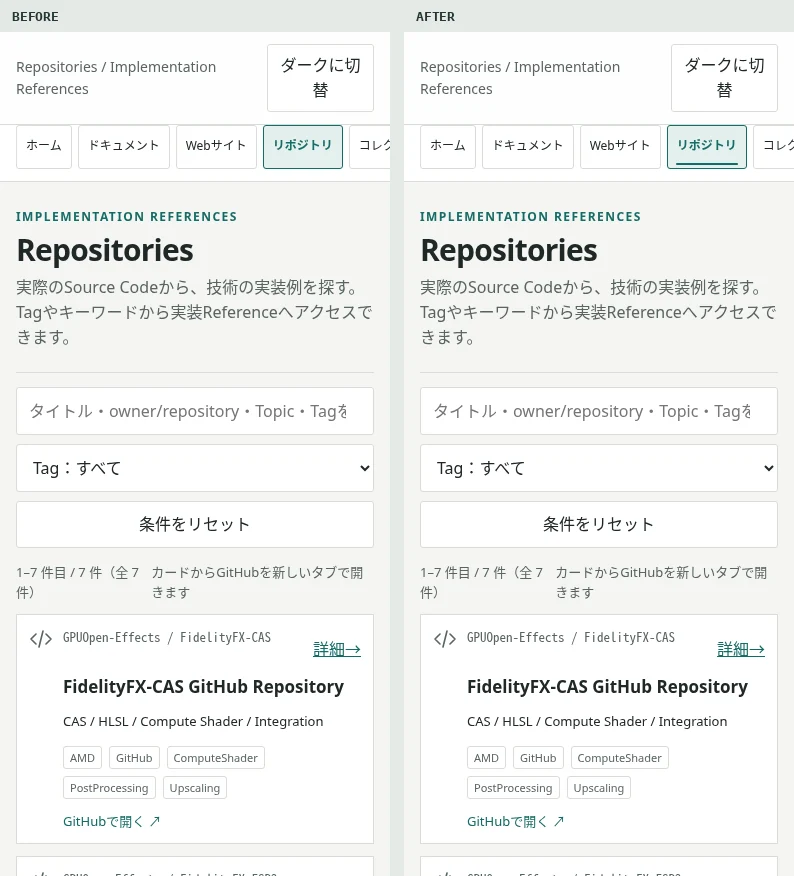 BEFORE
Repositories / Implementation
References
ダークに切
替
ホーム
ドキュメント
Webサイト
リポジトリ
コレク
IMPLEMENTATION REFERENCES
Repositories
実際のSource Codeから、技術の実装例を探す。
Tagやキーワードから実装Referenceへアクセスで
きます。
タイトル・owner/repository・Topic・Tagを
Tag：すべて
条件をリセット
1–7 件目 / 7 件（全 7
件）
カードからGitHubを新しいタブで開
きます
GPUOpen-Effects / FidelityFX-CAS
詳細→
FidelityFX-CAS GitHub Repository
CAS / HLSL / Compute Shader / Integration
AMD
GitHub
ComputeShader
PostProcessing
Upscaling
GitHubで開く ↗
AFTER
Repositories / Implementation
References
ダークに切
替
ホーム
ドキュメント
Webサイト
リポジトリ
コレク
IMPLEMENTATION REFERENCES
Repositories
実際のSource Codeから、技術の実装例を探す。
Tagやキーワードから実装Referenceへアクセスで
きます。
タイトル・owner/repository・Topic・Tagを
Tag：すべて
条件をリセット
1–7 件目 / 7 件（全 7
件）
カードからGitHubを新しいタブで開
きます
GPUOpen-Effects / FidelityFX-CAS
詳細→
FidelityFX-CAS GitHub Repository
CAS / HLSL / Compute Shader / Integration
AMD
GitHub
ComputeShader
PostProcessing
Upscaling
GitHubで開く ↗